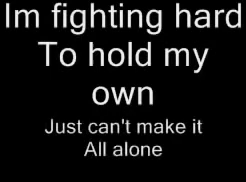 Im fighting hard
To hold my
own
Just can't make it
All alone